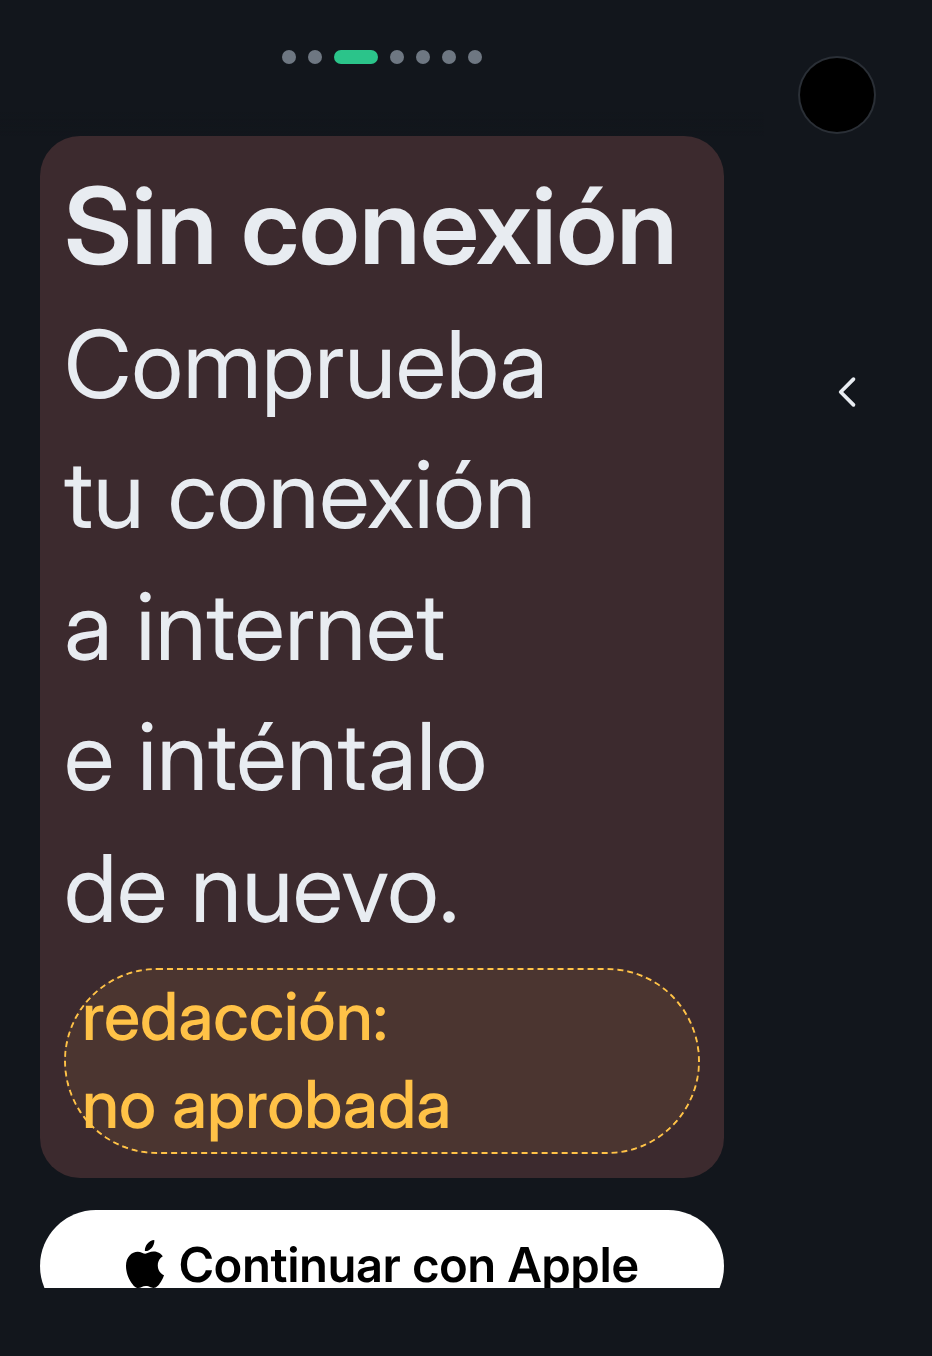 Sin conexión
Comprueba
tu conexión
a internet
e inténtalo
de nuevo.
redacción:
no aprobada
Continuar con Apple